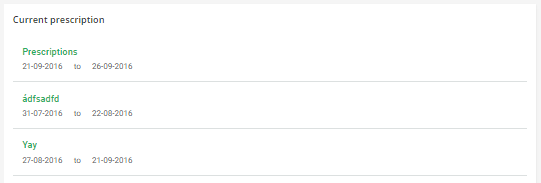 Current prescription
Prescriptions
21-09-2016 to 26-09-2016
ádfsadfd
31-07-2016 to 22-08-2016
Yay
27-08-2016 to 21-09-2016